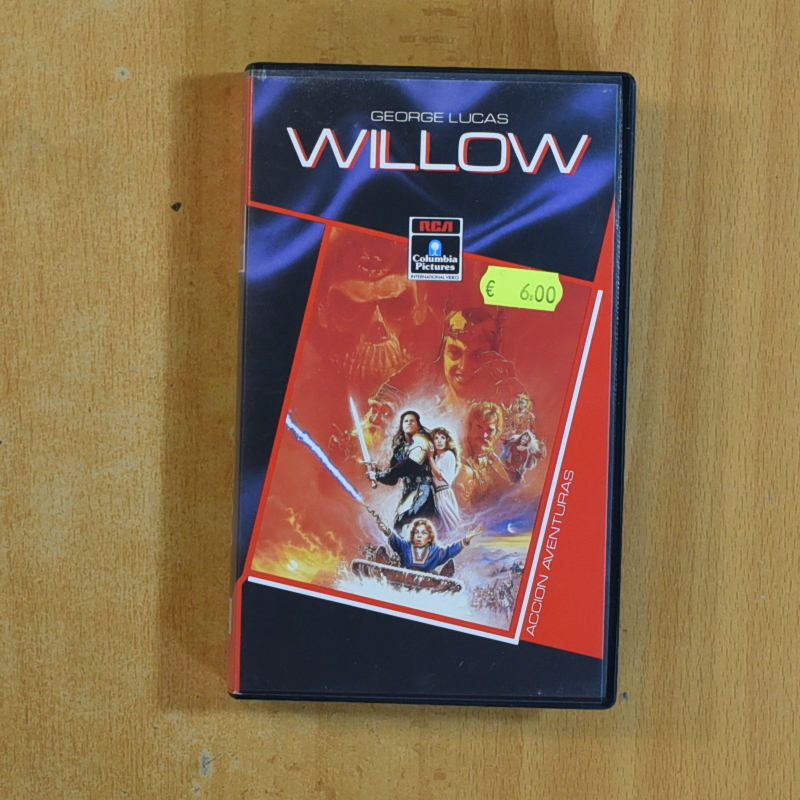 GEORGE LUCAS
WILLOW
RCA
Columbia
Pictures
INTERNATIONAL VIDEO
€ 6,00
ACCION AVENTURAS